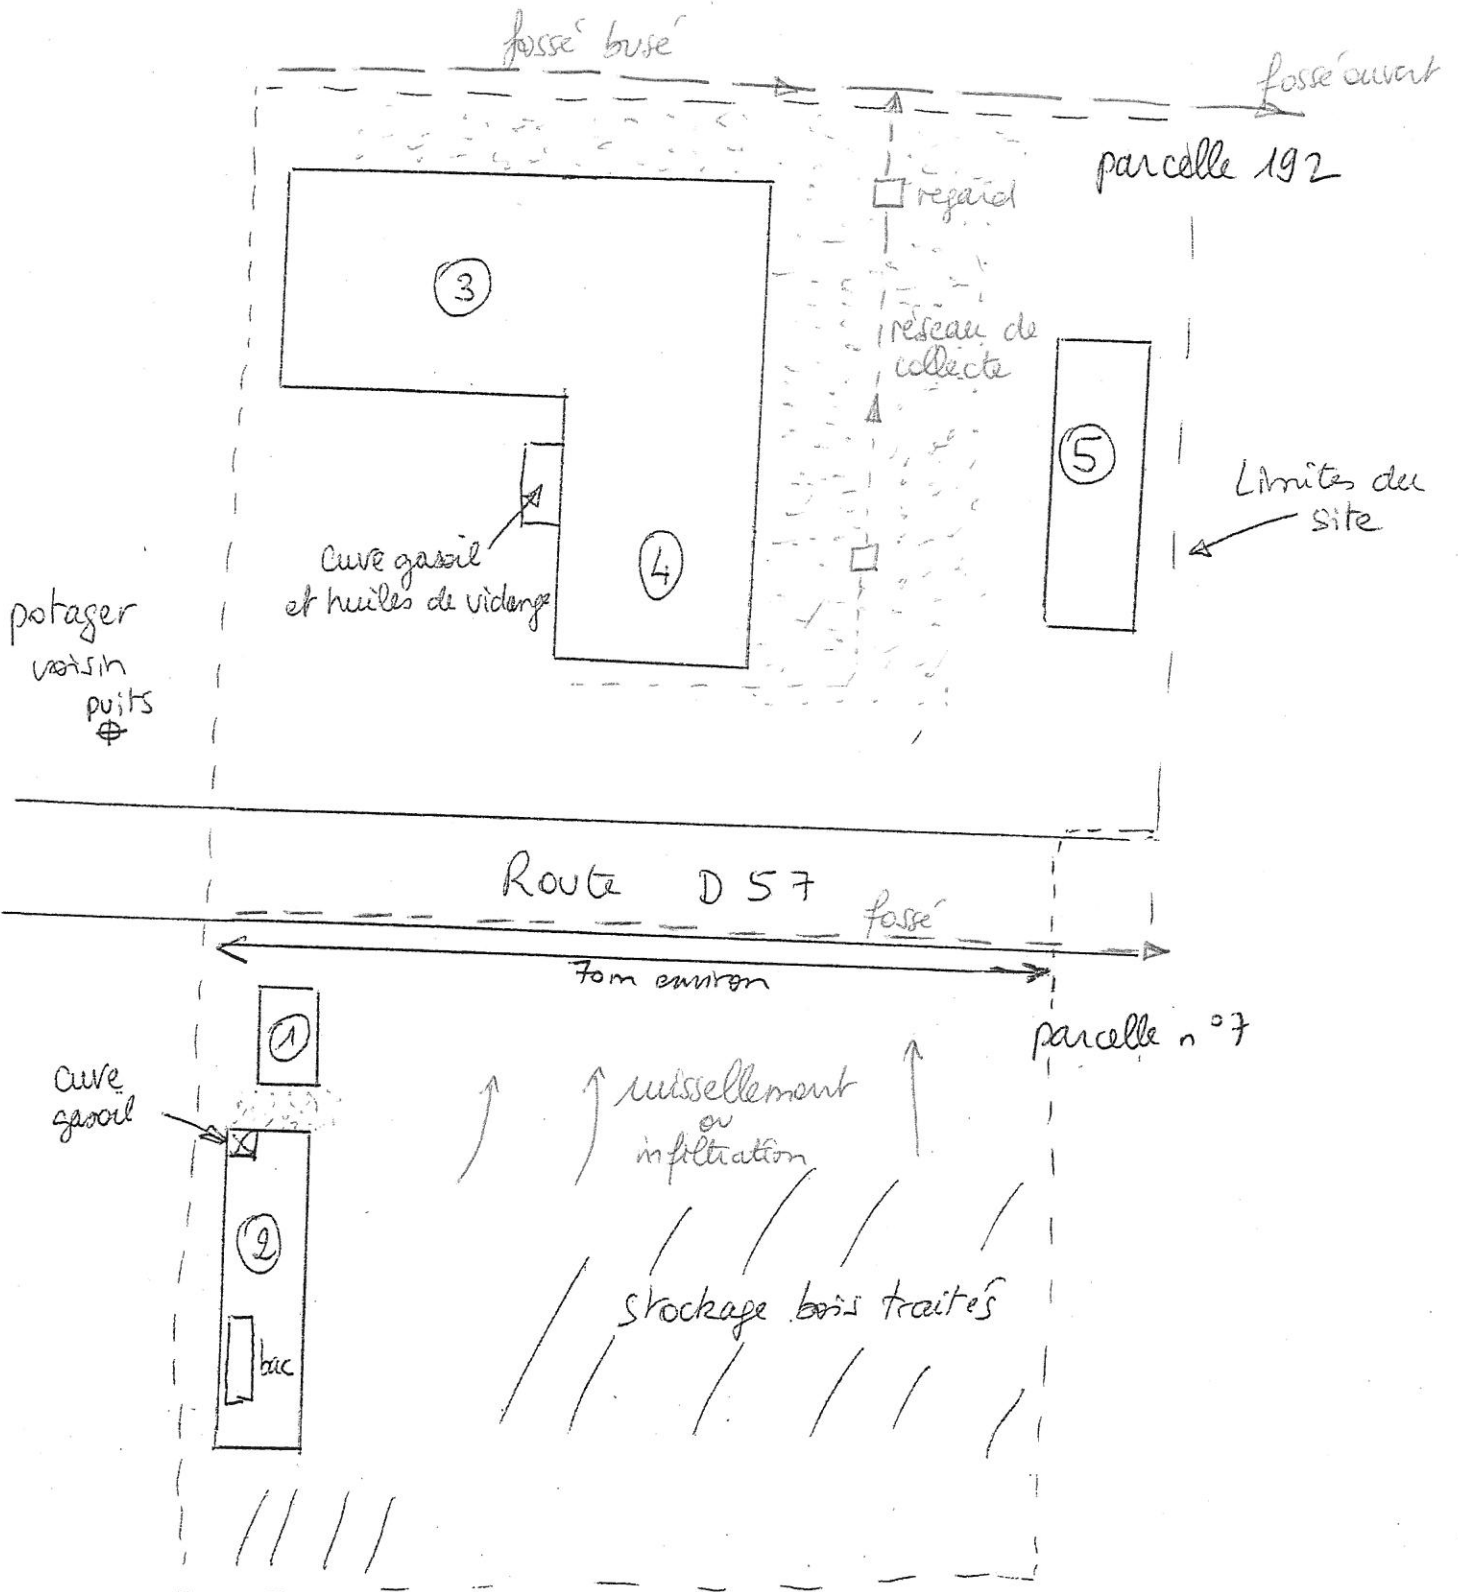 fossé busé
fossé ouvert
parcelle 192
regard
3
réseau de
collecte
5
Limites du
site
cuve gasoil
et huiles de vidange
4
potager
voisin
puits
Route D 57
fossé
70m environ
1
parcelle n°7
cuve
gasoil
ruissellement
ou
infiltration
2
stockage bois traités
bac